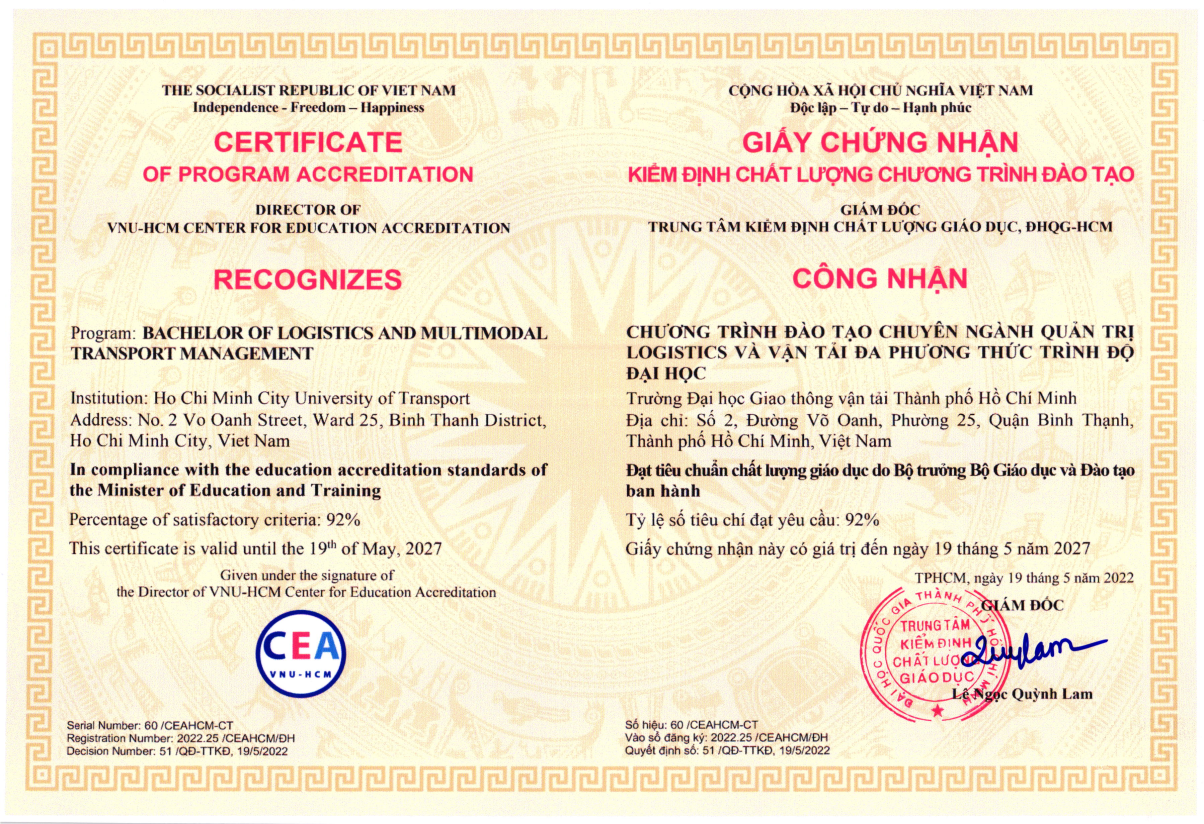 THE SOCIALIST REPUBLIC OF VIET NAM
Independence - Freedom – Happiness
CERTIFICATE
OF PROGRAM ACCREDITATION
DIRECTOR OF
VNU-HCM CENTER FOR EDUCATION ACCREDITATION
RECOGNIZES
Program: BACHELOR OF LOGISTICS AND MULTIMODAL
TRANSPORT MANAGEMENT
Institution: Ho Chi Minh City University of Transport
Address: No. 2 Vo Oanh Street, Ward 25, Binh Thanh District,
Ho Chi Minh City, Viet Nam
In compliance with the education accreditation standards of
the Minister of Education and Training
Percentage of satisfactory criteria: 92%
This certificate is valid until the 19th of May, 2027
Given under the signature of
the Director of VNU-HCM Center for Education Accreditation
CEA
VNU-HCM
Serial Number: 60 /CEAHCM-CT
Registration Number: 2022.25 /CEAHCM/ĐH
Decision Number: 51 /QĐ-TTKĐ, 19/5/2022
CỘNG HÒA XÃ HỘI CHỦ NGHĨA VIỆT NAM
Độc lập – Tự do – Hạnh phúc
GIẤY CHỨNG NHẬN
KIỂM ĐỊNH CHẤT LƯỢNG CHƯƠNG TRÌNH ĐÀO TẠO
GIÁM ĐỐC
TRUNG TÂM KIỂM ĐỊNH CHẤT LƯỢNG GIÁO DỤC, ĐHQG-HCM
CÔNG NHẬN
CHƯƠNG TRÌNH ĐÀO TẠO CHUYÊN NGÀNH QUẢN TRỊ
LOGISTICS VÀ VẬN TẢI ĐA PHƯƠNG THỨC TRÌNH ĐỘ
ĐẠI HỌC
Trường Đại học Giao thông vận tải Thành phố Hồ Chí Minh
Địa chỉ: Số 2, Đường Võ Oanh, Phường 25, Quận Bình Thạnh,
Thành phố Hồ Chí Minh, Việt Nam
Đạt tiêu chuẩn chất lượng giáo dục do Bộ trưởng Bộ Giáo dục và Đào tạo
ban hành
Tỷ lệ số tiêu chí đạt yêu cầu: 92%
Giấy chứng nhận này có giá trị đến ngày 19 tháng 5 năm 2027
TPHCM, ngày 19 tháng 5 năm 2022
GIÁM ĐỐC
ĐẠI HỌC QUỐC GIA THÀNH PHỐ HỒ CHÍ MINH
TRUNG TÂM
KIỂM ĐỊNH
CHẤT LƯỢNG
GIÁO DỤC
Quylam
Lê Ngọc Quỳnh Lam
Số hiệu: 60 /CEAHCM-CT
Vào sổ đăng ký: 2022.25 /CEAHCM/ĐH
Quyết định số: 51 /QĐ-TTKĐ, 19/5/2022